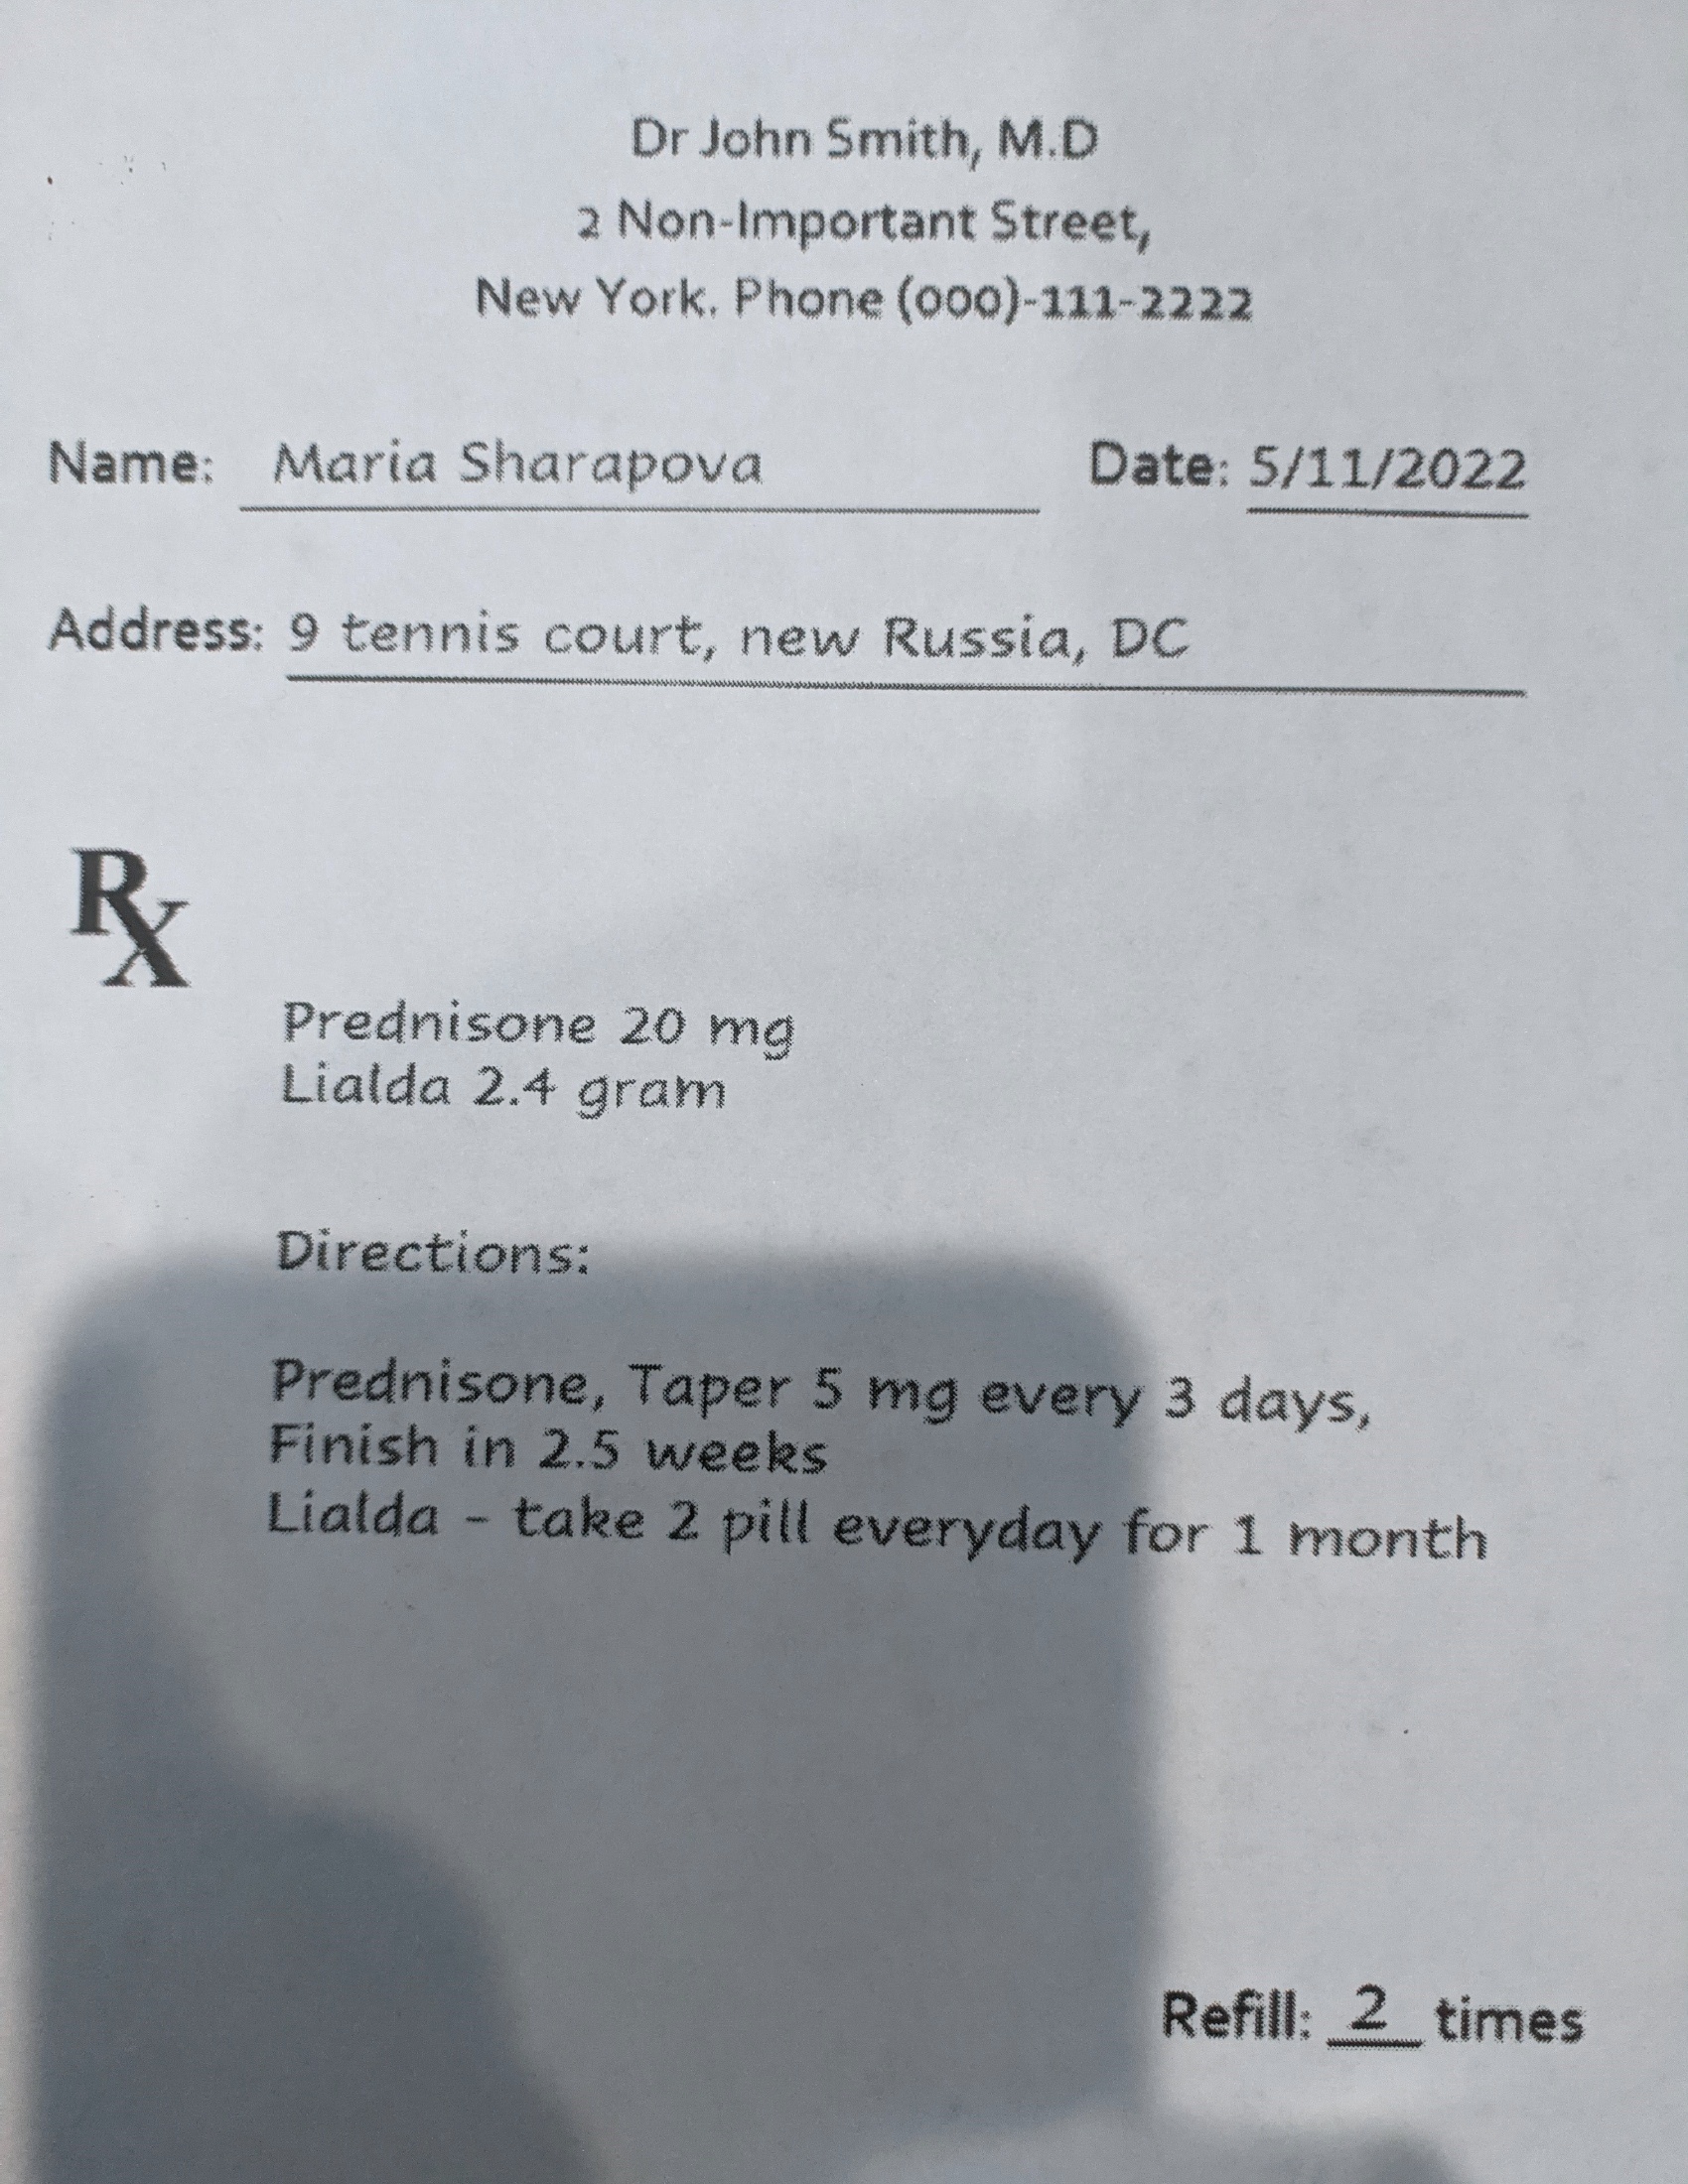 Dr John Smith, M.D
2 Non-Important Street,
New York. Phone (000)-111-2222
Name: Maria Sharapova Date: 5/11/2022
Address: 9 tennis court, new Russia, DC
Rx
Prednisone 20 mg
Lialda 2.4 gram
Directions:
Prednisone, Taper 5 mg every 3 days,
Finish in 2.5 weeks
Lialda - take 2 pill everyday for 1 month
Refill: 2 times